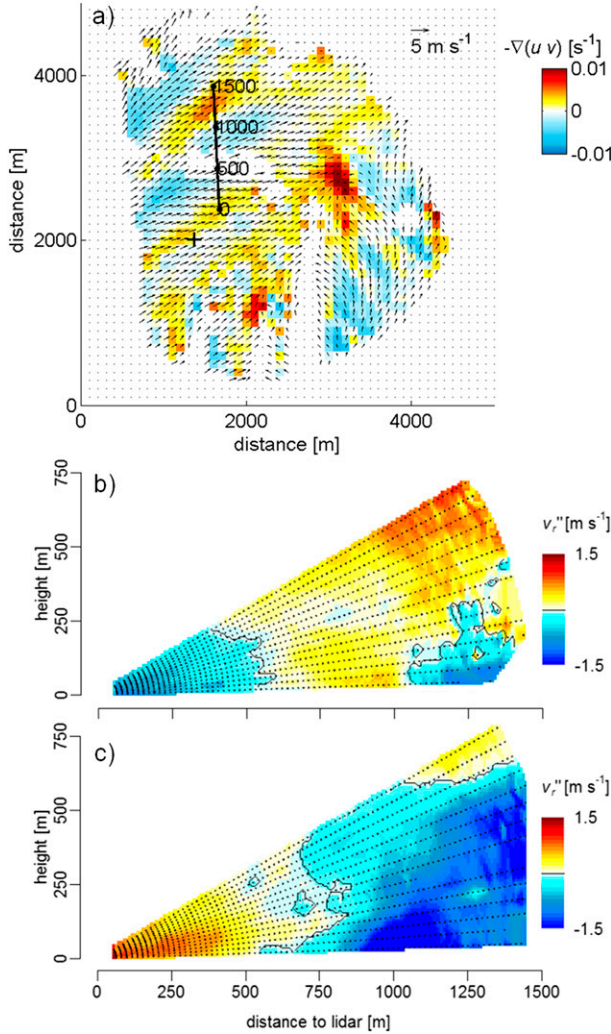 a)
5 m s⁻¹
-∇(u v) [s⁻¹]
0.01
0
-0.01
4000
2000
0
distance [m]
1500
1000
500
0
0 2000 4000
distance [m]
b)
750
500
250
0
height [m]
v_r" [m s⁻¹]
1.5
-1.5
c)
750
500
250
0
height [m]
v_r" [m s⁻¹]
1.5
-1.5
0 250 500 750 1000 1250 1500
distance to lidar [m]